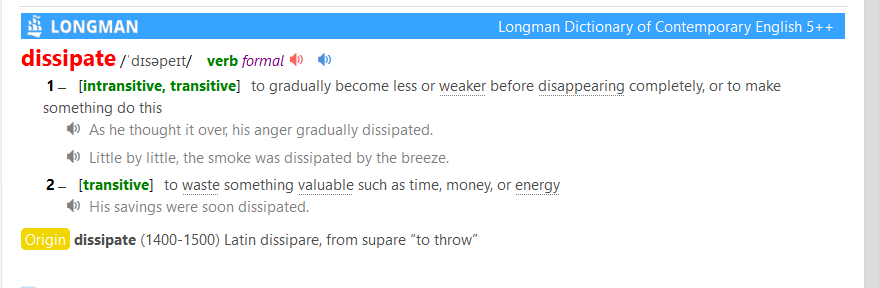 LONGMAN Longman Dictionary of Contemporary English 5++
dissipate /ˈdɪsəpeɪt/ verb formal
1 – [intransitive, transitive] to gradually become less or weaker before disappearing completely, or to make
something do this
As he thought it over, his anger gradually dissipated.
Little by little, the smoke was dissipated by the breeze.
2 – [transitive] to waste something valuable such as time, money, or energy
His savings were soon dissipated.
Origin dissipate (1400-1500) Latin dissipare, from supare “to throw”